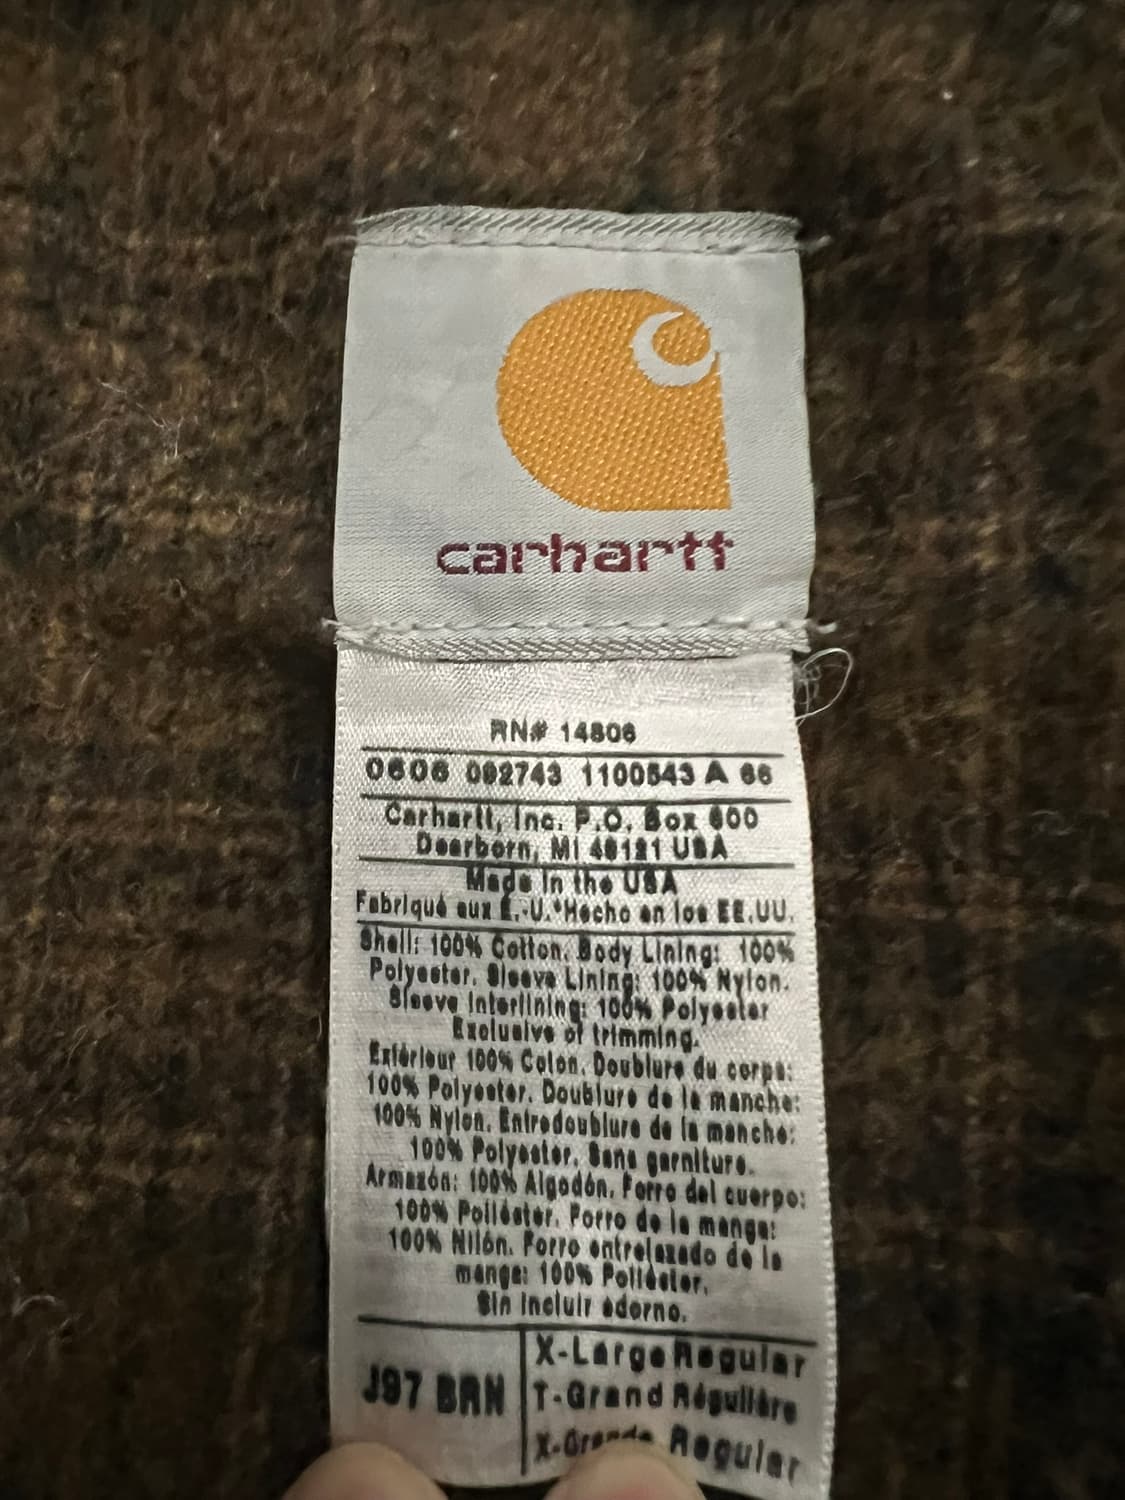 carhartt
RN# 14806
0606 092743 1100543 A 66
Carhartt, Inc. P.O. Box 600
Dearborn, MI 48121 USA
Made in the USA
Fabriqué aux É.-U.*Hecho en los EE.UU.
Shell: 100% Cotton. Body Lining: 100%
Polyester. Sleeve Lining: 100% Nylon.
Sleeve Interlining: 100% Polyester
Exclusive of trimming.
Extérieur 100% Coton. Doublure du corps:
100% Polyester. Doublure de la manche:
100% Nylon. Entredoublure de la manche:
100% Polyester. Sans garniture.
Armazón: 100% Algodón. Forro del cuerpo:
100% Poliéster. Forro de la manga:
100% Nilón. Forro entrelazado de la
manga: 100% Poliéster.
Sin incluir adorno.
J97 BRN
X-Large Regular
T-Grand Régulière
X-Grande Regular